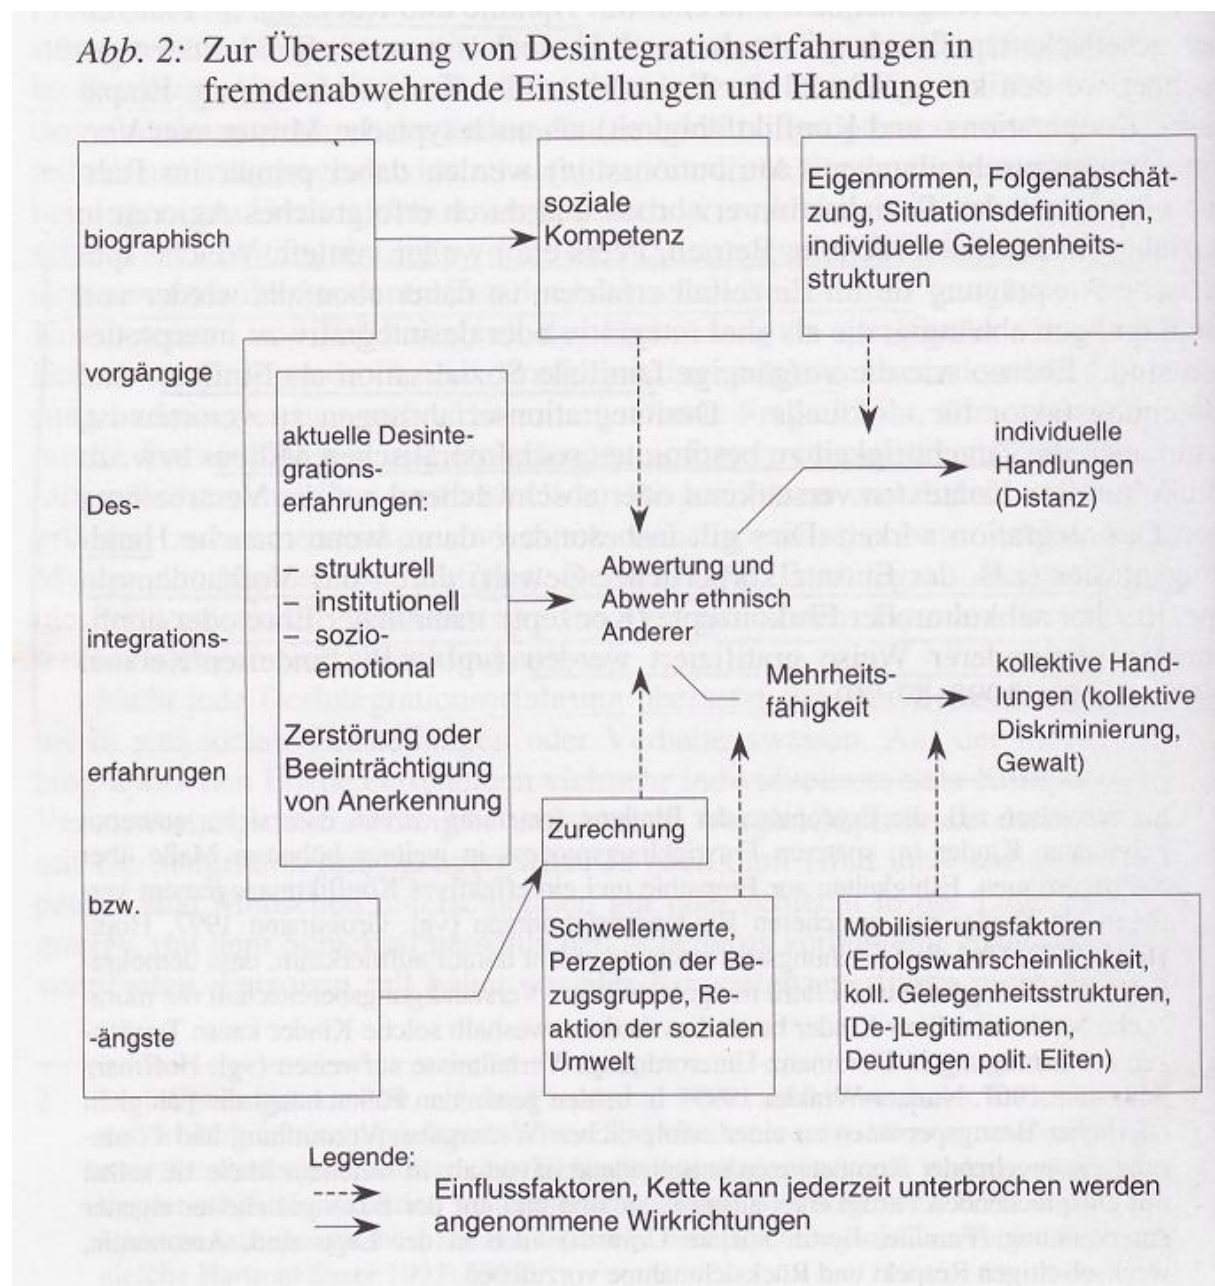 Abb. 2: Zur Übersetzung von Desintegrationserfahrungen in
fremdenabwehrende Einstellungen und Handlungen
biographisch
vorgängige
Des-
integrations-
erfahrungen
bzw.
-ängste
soziale
Kompetenz
Eigennormen, Folgenabschät-
zung, Situationsdefinitionen,
individuelle Gelegenheits-
strukturen
aktuelle Desinte-
grations-
erfahrungen:
– strukturell
– institutionell
– sozio-
emotional
Zerstörung oder
Beeinträchtigung
von Anerkennung
individuelle
Handlungen
(Distanz)
Abwertung und
Abwehr ethnisch
Anderer
Mehrheits-
fähigkeit
kollektive Hand-
lungen (kollektive
Diskriminierung,
Gewalt)
Zurechnung
Schwellenwerte,
Perzeption der Be-
zugsgruppe, Re-
aktion der sozialen
Umwelt
Mobilisierungsfaktoren
(Erfolgswahrscheinlichkeit,
koll. Gelegenheitsstrukturen,
[De-]Legitimationen,
Deutungen polit. Eliten)
Legende:
Einflussfaktoren, Kette kann jederzeit unterbrochen werden
angenommene Wirkrichtungen